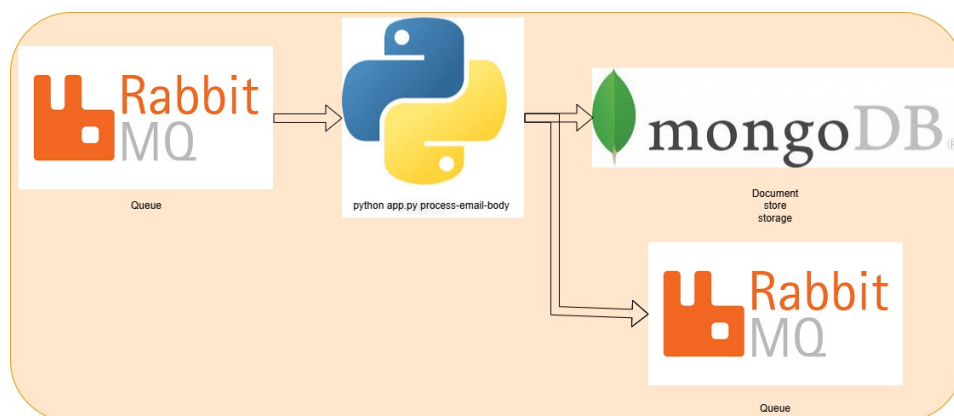 Rabbit
MQ
Queue
python app.py process-email-body
mongoDB®
Document
store
storage
Rabbit
MQ
Queue